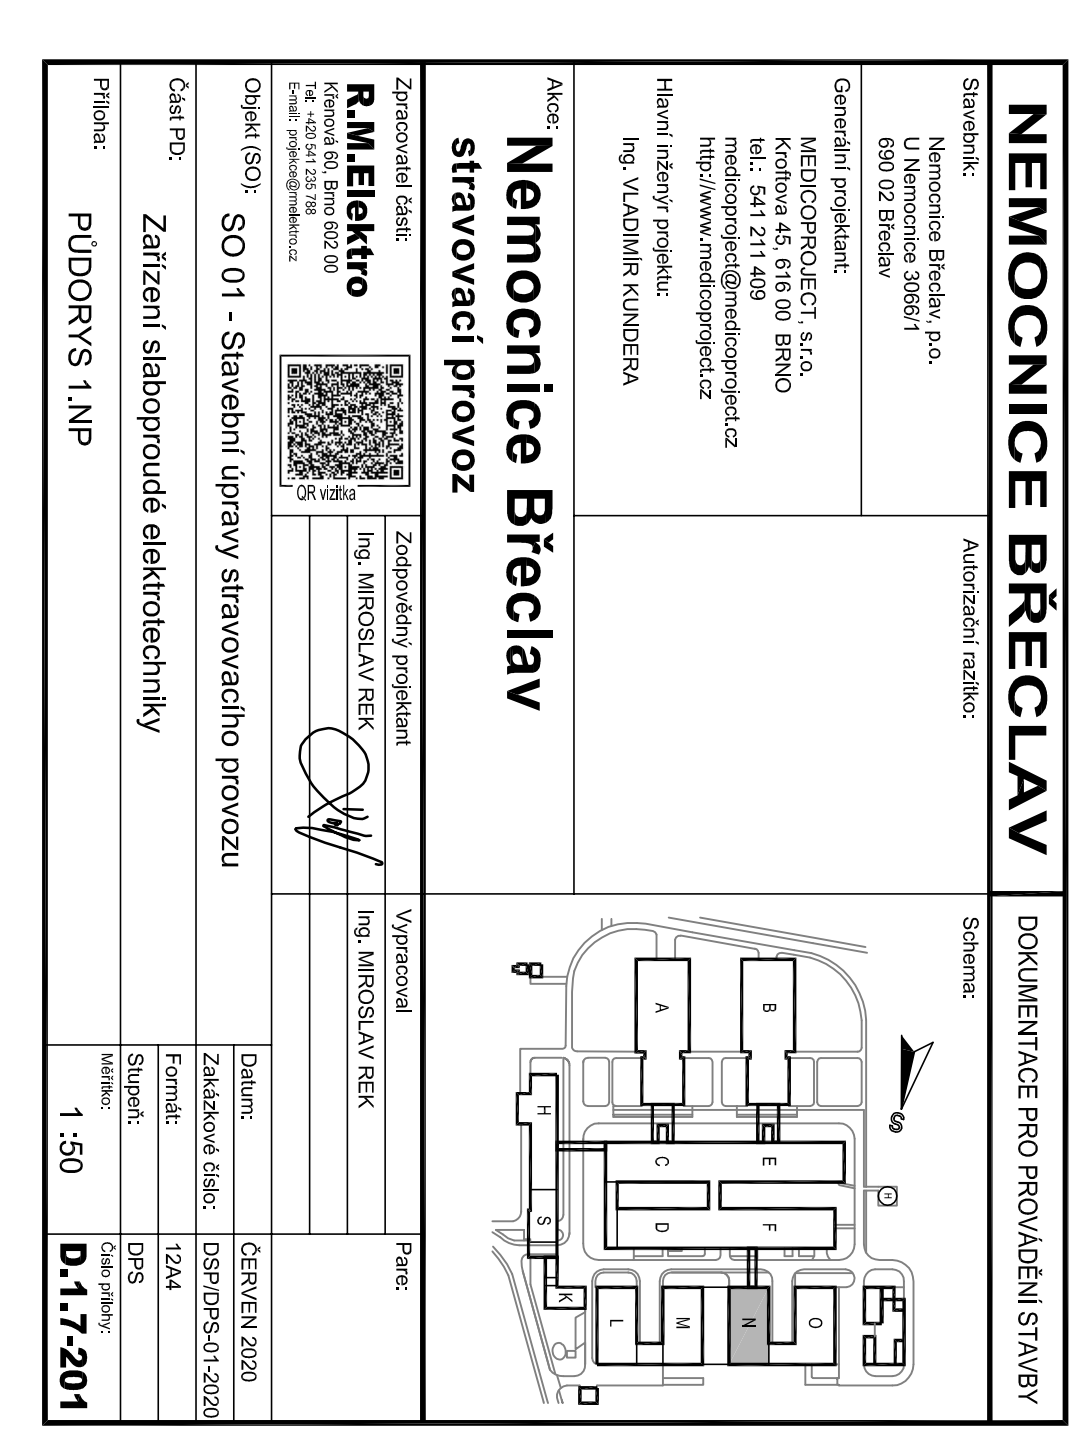 NEMOCNICE BŘECLAV
DOKUMENTACE PRO PROVÁDĚNÍ STAVBY
Stavebník:
Nemocnice Břeclav, p.o.
U Nemocnice 3066/1
690 02 Břeclav
Autorizační razítko:
Schema:
Generální projektant:
MEDICOPROJECT, s.r.o.
Kroftova 45, 616 00 BRNO
tel.: 541 211 409
medicoproject@medicoproject.cz
http://www.medicoproject.cz
Hlavní inženýr projektu:
Ing. VLADIMÍR KUNDERA
S
H
B
A
E
C
F
D
H
S
K
O
N
M
L
Akce:
Nemocnice Břeclav
stravovací provoz
Zpracovatel části:
R.M.Elektro
Křenová 60, Brno 602 00
Tel: +420 541 235 788
E-mail: projekce@rmelektro.cz
QR vizitka
Zodpovědný projektant
Ing. MIROSLAV REK
Vypracoval
Ing. MIROSLAV REK
Pare:
Objekt (SO):
SO 01 - Stavební úpravy stravovacího provozu
Datum:
ČERVEN 2020
Zakázkové číslo:
DSP/DPS-01-2020
Část PD:
Zařízení slaboproudé elektrotechniky
Formát:
12A4
Stupeň:
DPS
Příloha:
PŮDORYS 1.NP
Měřítko:
1 :50
Číslo přílohy:
D.1.7-201